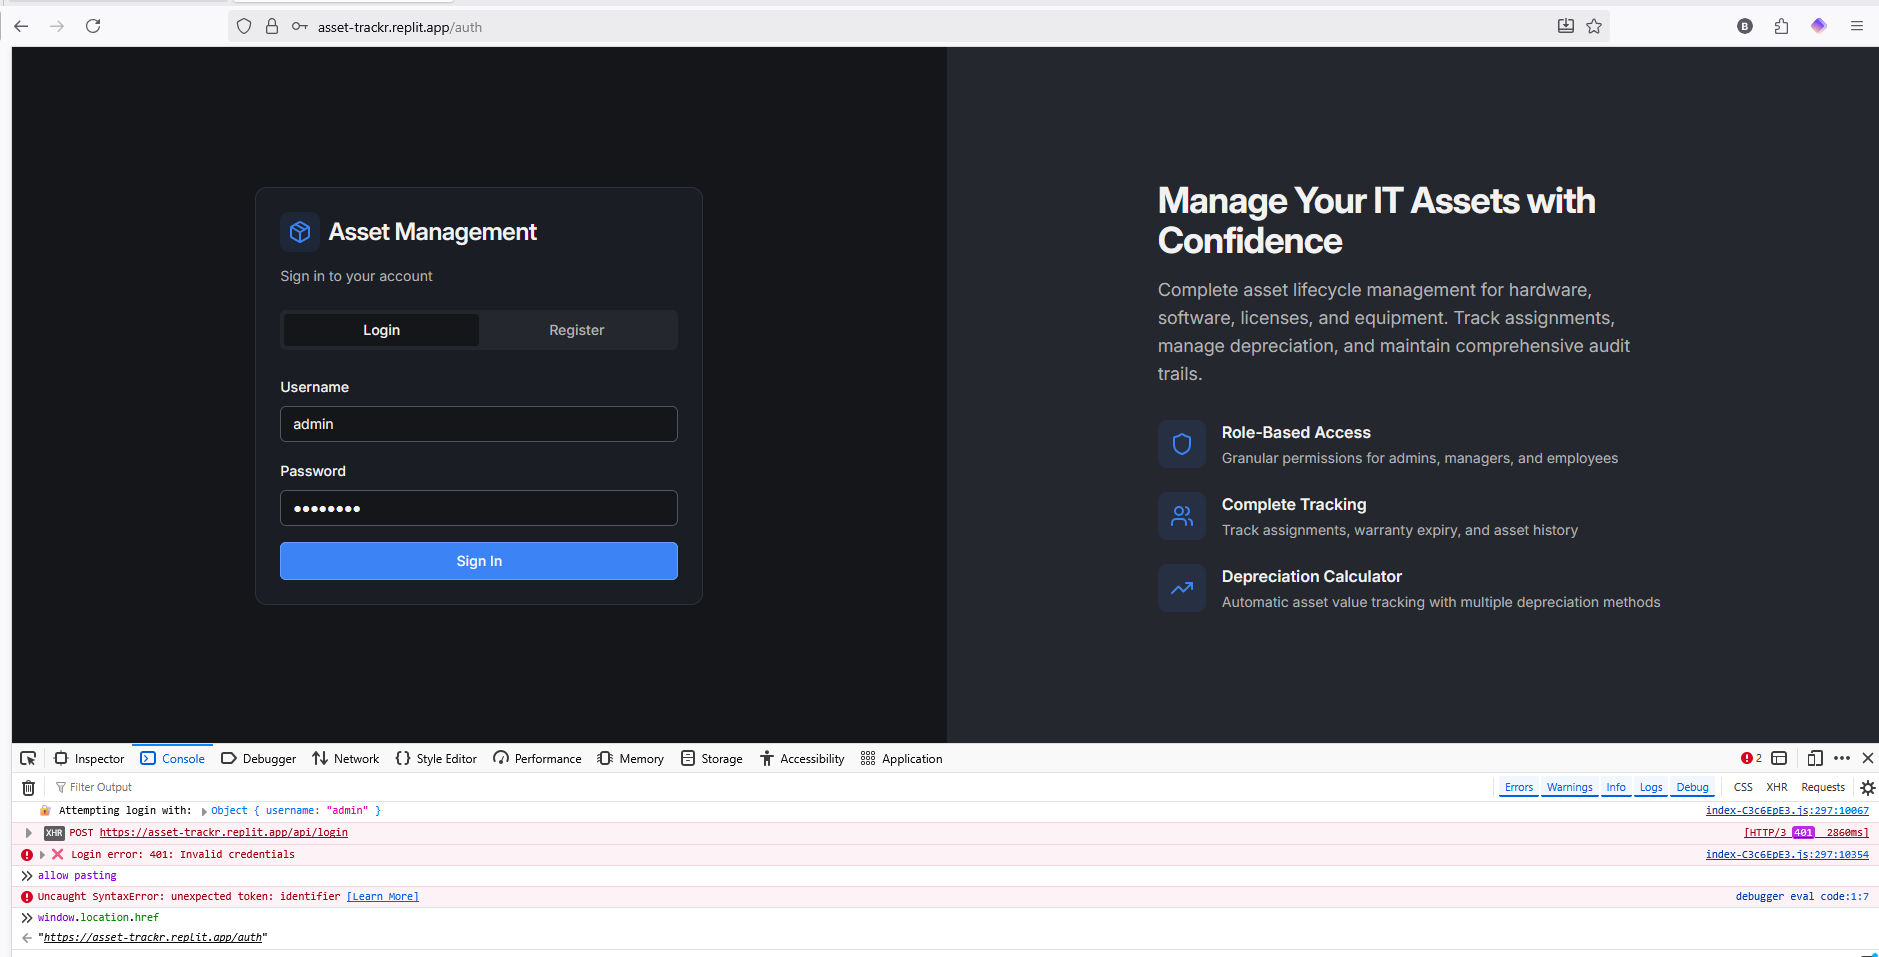 asset-trackr.replit.app/auth
B
Asset Management
Sign in to your account
Login
Register
Username
admin
Password
●●●●●●●●
Sign In
Manage Your IT Assets with
Confidence
Complete asset lifecycle management for hardware,
software, licenses, and equipment. Track assignments,
manage depreciation, and maintain comprehensive audit
trails.
Role-Based Access
Granular permissions for admins, managers, and employees
Complete Tracking
Track assignments, warranty expiry, and asset history
Depreciation Calculator
Automatic asset value tracking with multiple depreciation methods
Inspector Console Debugger Network Style Editor Performance Memory Storage Accessibility Application 2
Filter Output Errors Warnings Info Logs Debug CSS XHR Requests
Attempting login with: Object { username: "admin" } index-C3c6EpE3.js:297:10067
XHR POST https://asset-trackr.replit.app/api/login [HTTP/3 401 2860ms]
Login error: 401: Invalid credentials index-C3c6EpE3.js:297:10354
allow pasting
Uncaught SyntaxError: unexpected token: identifier [Learn More] debugger eval code:1:7
window.location.href
"https://asset-trackr.replit.app/auth"